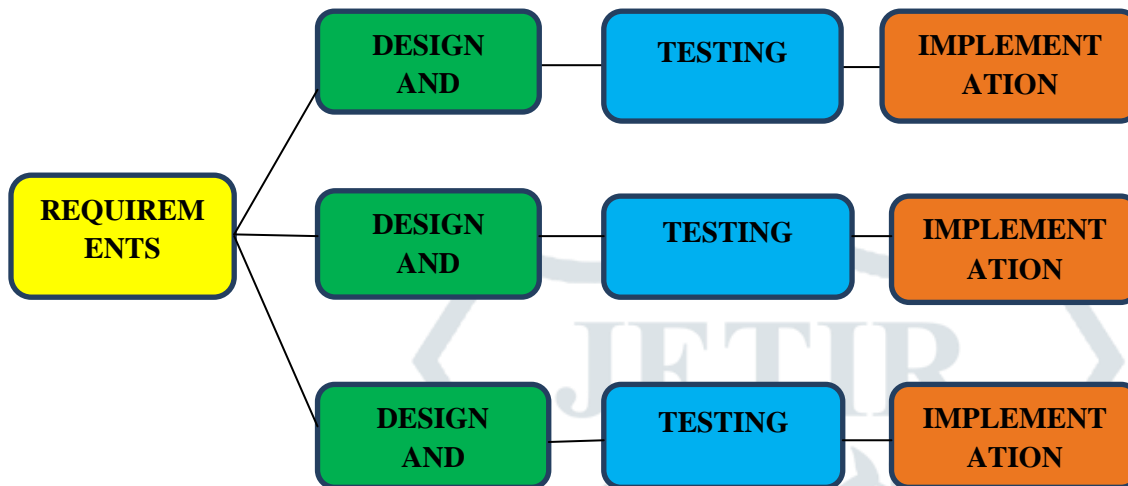 DESIGN
AND
TESTING
IMPLEMENT
ATION
REQUIREM
ENTS
DESIGN
AND
TESTING
IMPLEMENT
ATION
JETIR
DESIGN
AND
TESTING
IMPLEMENT
ATION